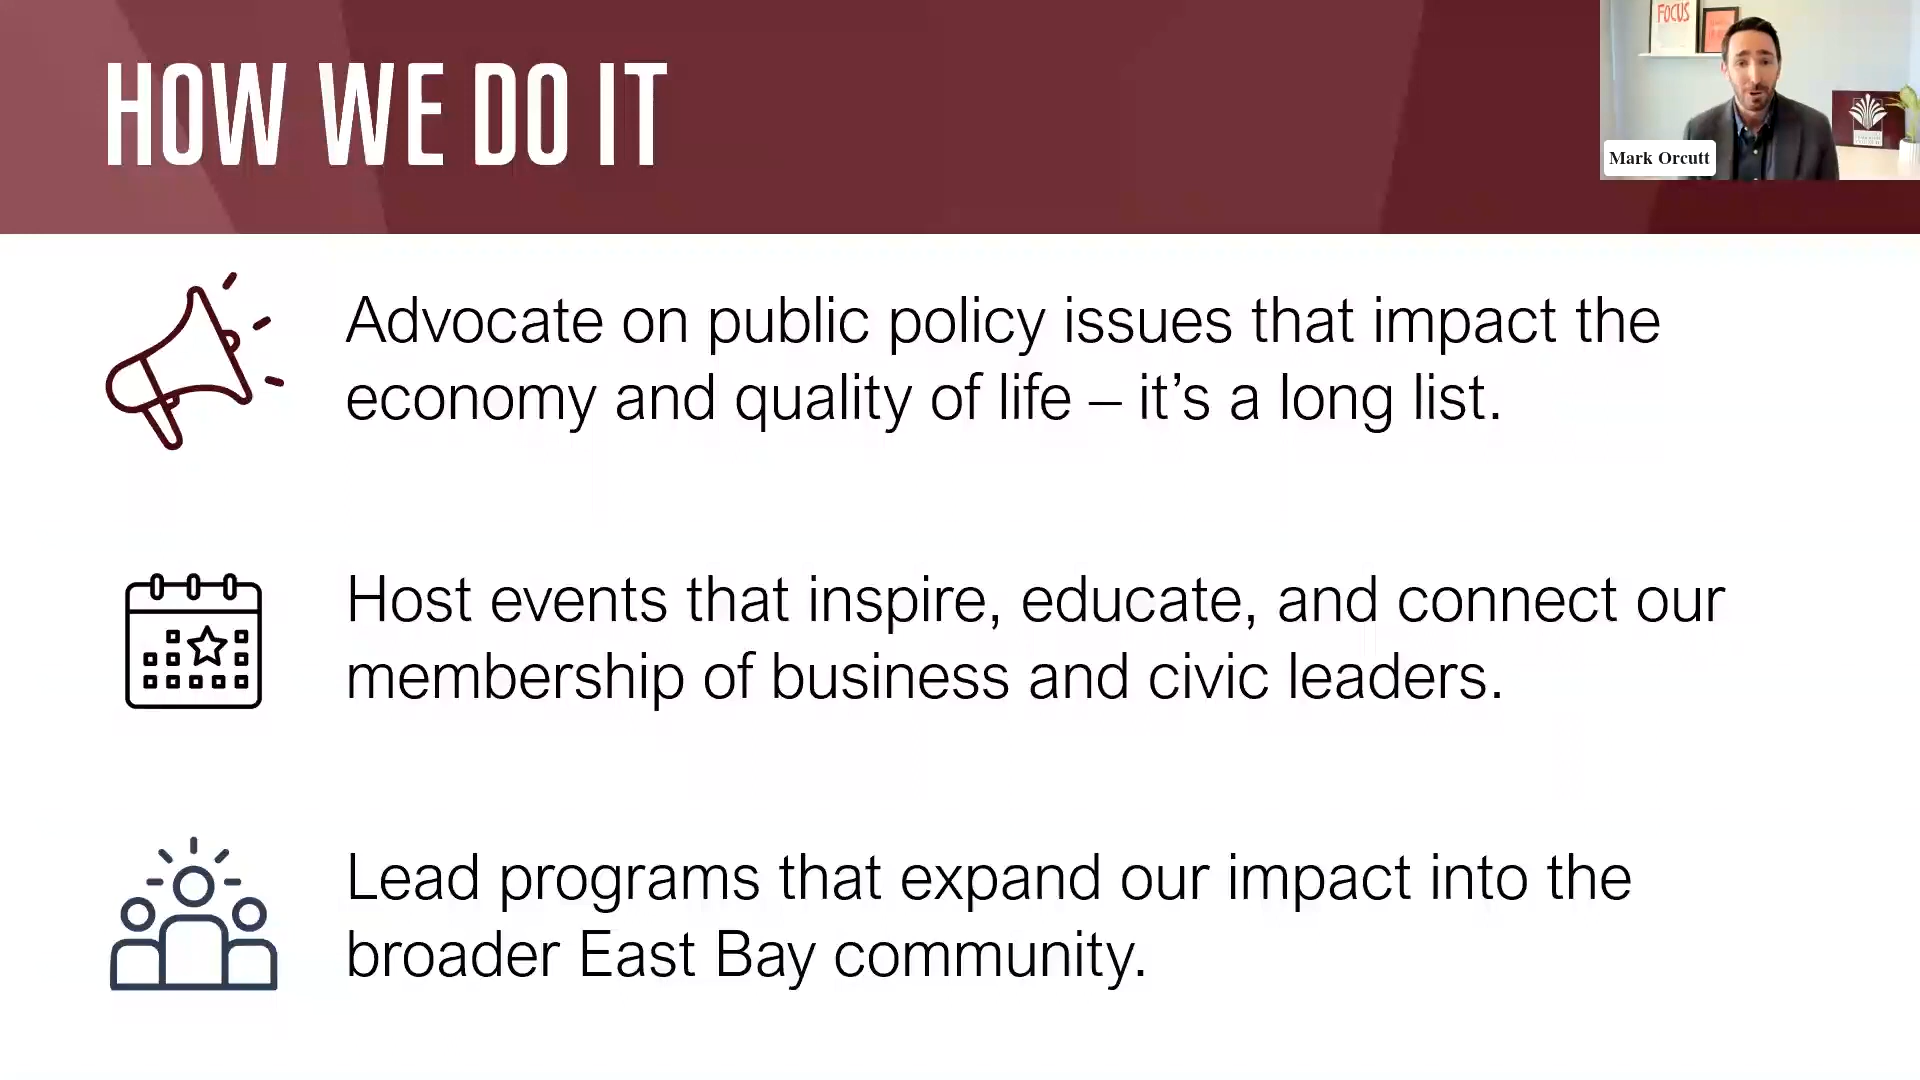 HOW WE DO IT
FOCUS
Mark Orcutt
Advocate on public policy issues that impact the
economy and quality of life – it’s a long list.
Host events that inspire, educate, and connect our
membership of business and civic leaders.
Lead programs that expand our impact into the
broader East Bay community.